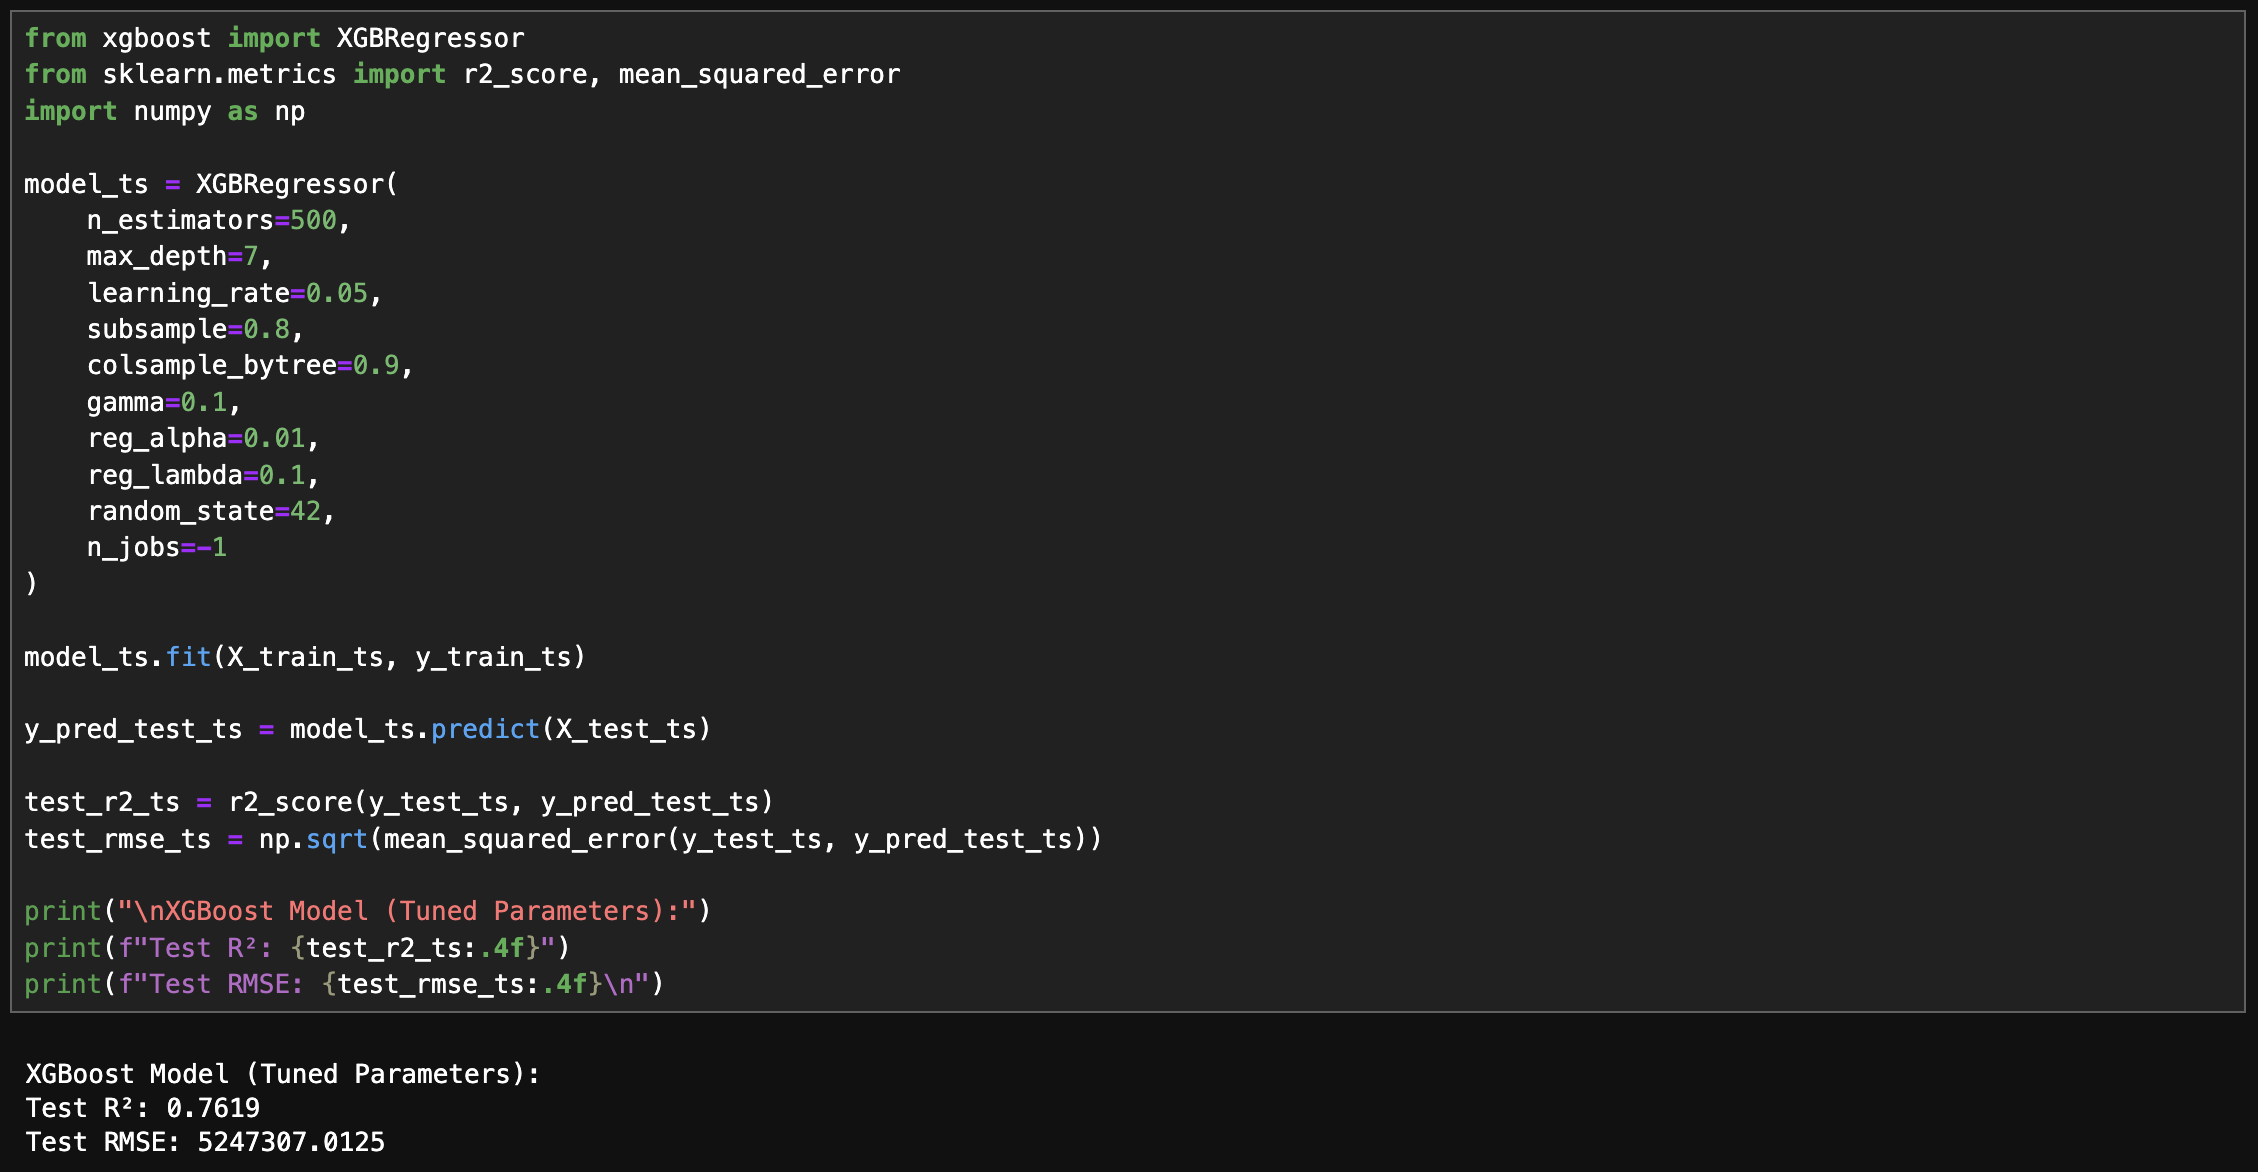 from xgboost import XGBRegressor
from sklearn.metrics import r2_score, mean_squared_error
import numpy as np

model_ts = XGBRegressor(
    n_estimators=500,
    max_depth=7,
    learning_rate=0.05,
    subsample=0.8,
    colsample_bytree=0.9,
    gamma=0.1,
    reg_alpha=0.01,
    reg_lambda=0.1,
    random_state=42,
    n_jobs=-1
)

model_ts.fit(X_train_ts, y_train_ts)

y_pred_test_ts = model_ts.predict(X_test_ts)

test_r2_ts = r2_score(y_test_ts, y_pred_test_ts)
test_rmse_ts = np.sqrt(mean_squared_error(y_test_ts, y_pred_test_ts))

print("\nXGBoost Model (Tuned Parameters):")
print(f"Test R²: {test_r2_ts:.4f}")
print(f"Test RMSE: {test_rmse_ts:.4f}\n")

XGBoost Model (Tuned Parameters):
Test R²: 0.7619
Test RMSE: 5247307.0125